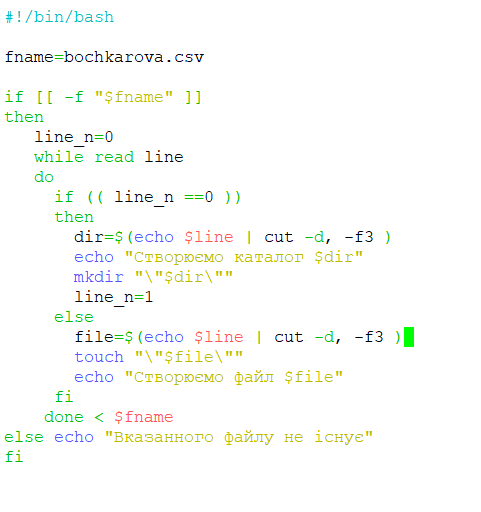 #!/bin/bash

fname=bochkarova.csv

if [[ -f "$fname" ]]
then
   line_n=0
   while read line
   do
     if (( line_n ==0 ))
     then
       dir=$(echo $line | cut -d, -f3 )
       echo "Створюємо каталог $dir"
       mkdir "\"$dir\""
       line_n=1
     else
       file=$(echo $line | cut -d, -f3 )
       touch "\"$file\""
       echo "Створюємо файл $file"
     fi
    done < $fname
else echo "Вказанного файлу не існує"
fi